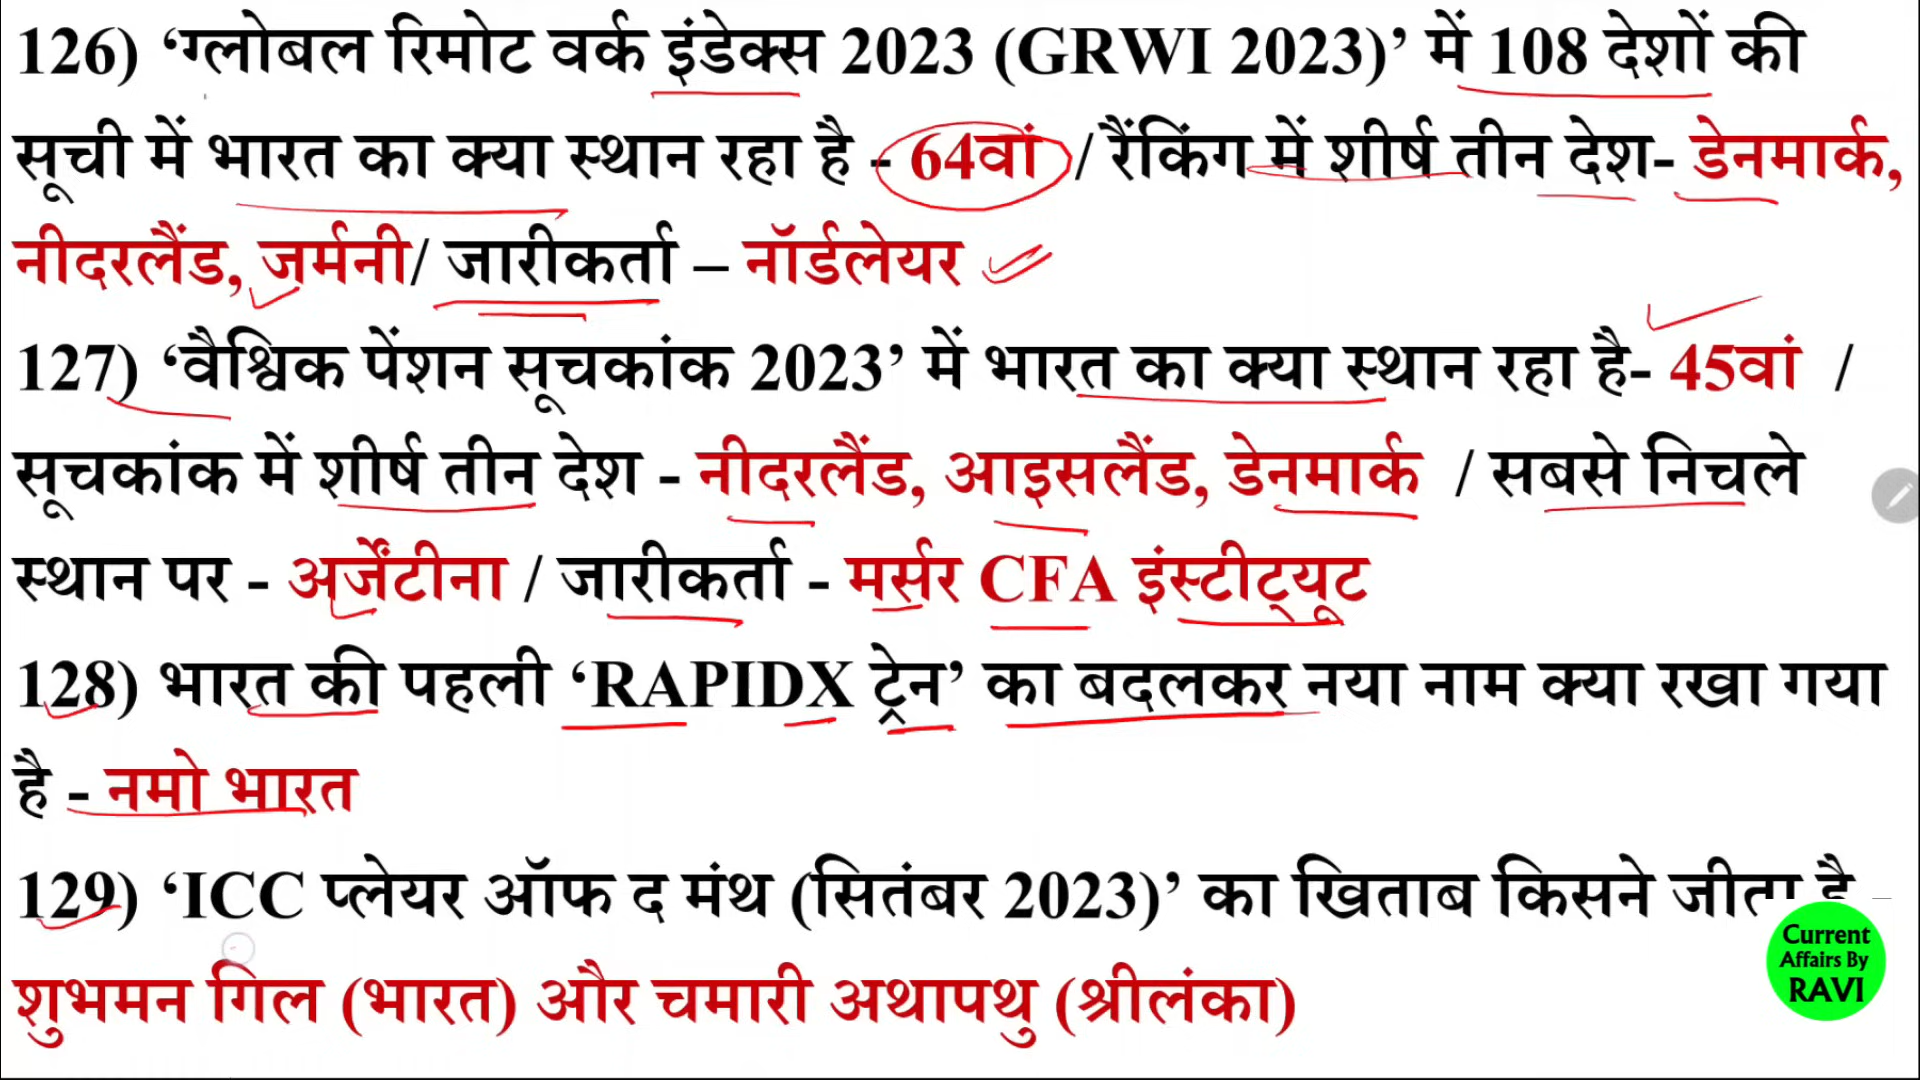 126) ‘ग्लोबल रिमोट वर्क इंडेक्स 2023 (GRWI 2023)’ में 108 देशों की
सूची में भारत का क्या स्थान रहा है - 64वां / रैंकिंग में शीर्ष तीन देश- डेनमार्क,
नीदरलैंड, जर्मनी/ जारीकर्ता – नॉर्डलेयर
127) ‘वैश्विक पेंशन सूचकांक 2023’ में भारत का क्या स्थान रहा है- 45वां /
सूचकांक में शीर्ष तीन देश - नीदरलैंड, आइसलैंड, डेनमार्क / सबसे निचले
स्थान पर - अर्जेंटीना / जारीकर्ता - मर्सर CFA इंस्टीट्यूट
128) भारत की पहली ‘RAPIDX ट्रेन’ का बदलकर नया नाम क्या रखा गया
है - नमो भारत
129) ‘ICC प्लेयर ऑफ द मंथ (सितंबर 2023)’ का खिताब किसने जीता है -
शुभमन गिल (भारत) और चमारी अथापथु (श्रीलंका)
Current
Affairs By
RAVI